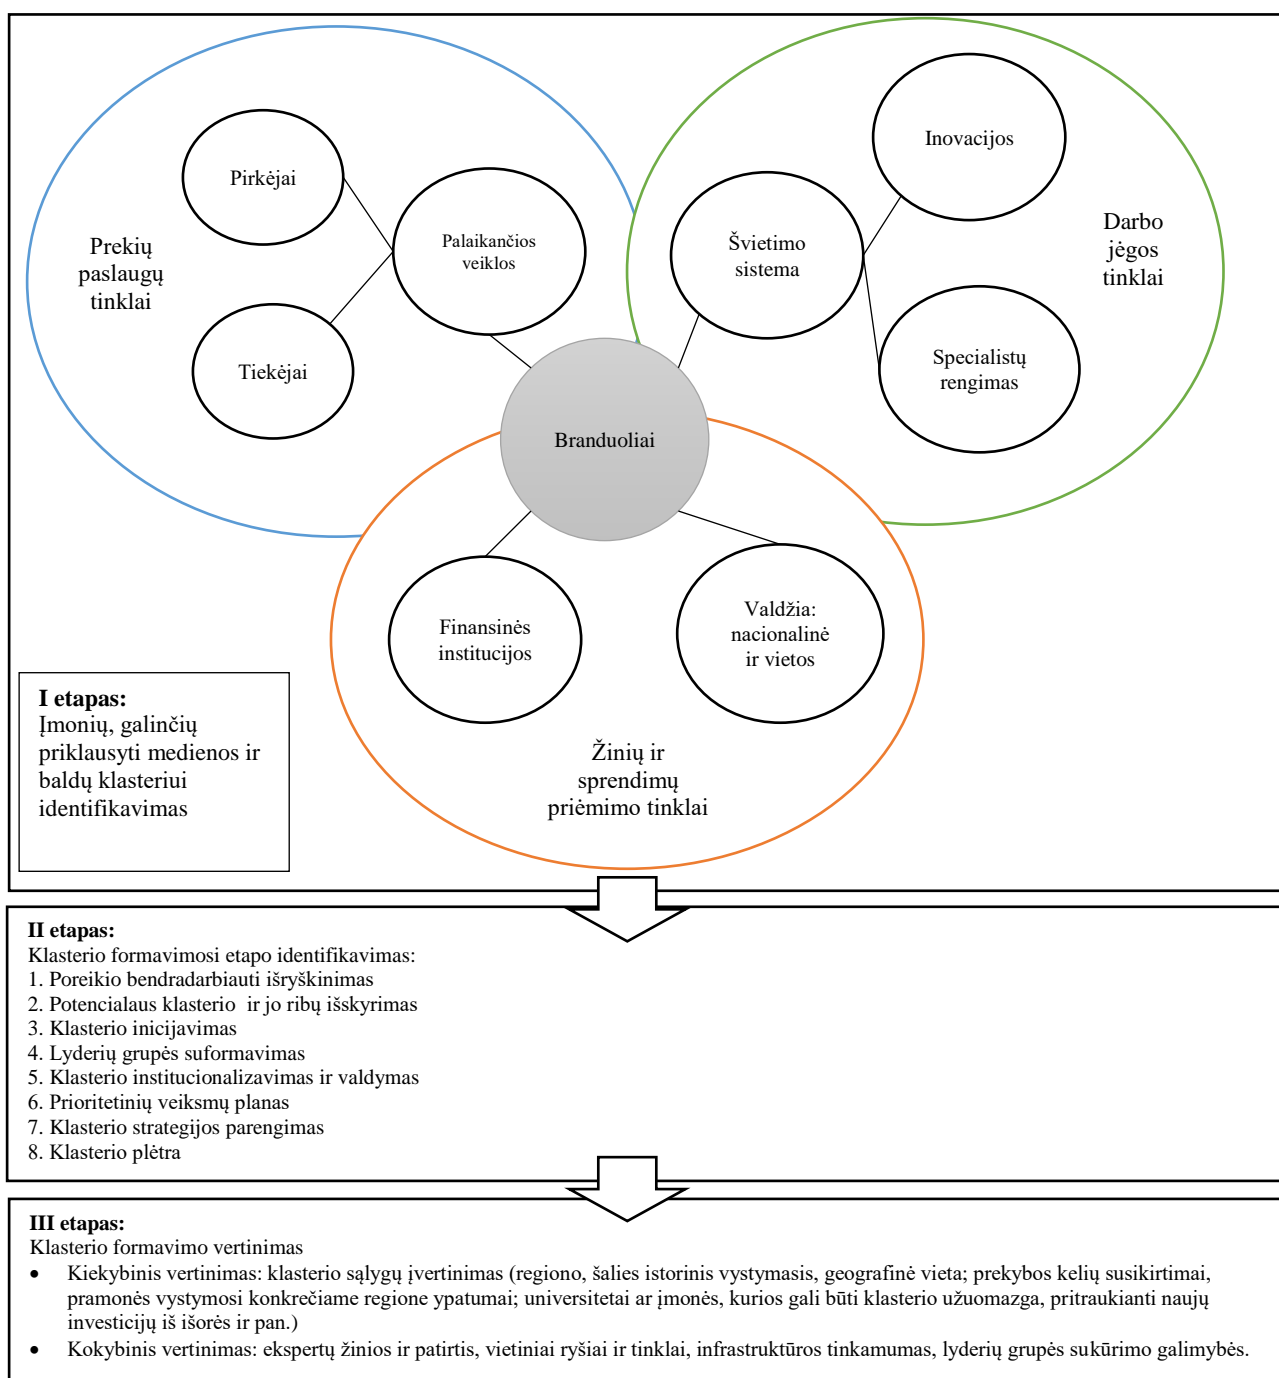 Pirkėjai
Prekių
paslaugų
tinklai
Palaikančios
veiklos
Tiekėjai
Inovacijos
Švietimo
sistema
Darbo
jėgos
tinklai
Specialistų
rengimas
Branduoliai
Finansinės
institucijos
Valdžia:
nacionalinė
ir vietos
Žinių ir
sprendimų
priėmimo tinklai
I etapas:
Įmonių, galinčių
priklausyti medienos ir
baldų klasteriui
identifikavimas
II etapas:
Klasterio formavimosi etapo identifikavimas:
1. Poreikio bendradarbiauti išryškinimas
2. Potencialaus klasterio  ir jo ribų išskyrimas
3. Klasterio inicijavimas
4. Lyderių grupės suformavimas
5. Klasterio institucionalizavimas ir valdymas
6. Prioritetinių veiksmų planas
7. Klasterio strategijos parengimas
8. Klasterio plėtra
III etapas:
Klasterio formavimo vertinimas
• Kiekybinis vertinimas: klasterio sąlygų įvertinimas (regiono, šalies istorinis vystymasis, geografinė vieta; prekybos kelių susikirtimai,
pramonės vystymosi konkrečiame regione ypatumai; universitetai ar įmonės, kurios gali būti klasterio užuomazga, pritraukianti naujų
investicijų iš išorės ir pan.)
• Kokybinis vertinimas: ekspertų žinios ir patirtis, vietiniai ryšiai ir tinklai, infrastruktūros tinkamumas, lyderių grupės sukūrimo galimybės.